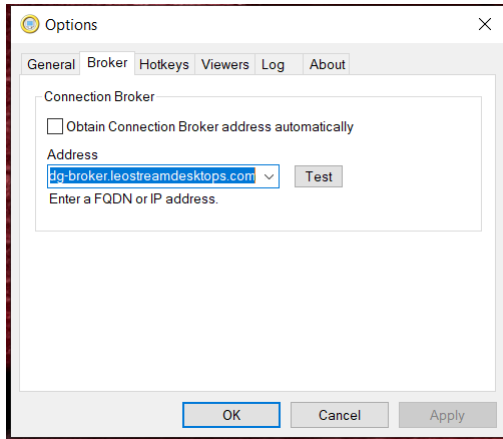 Options
General Broker Hotkeys Viewers Log About
Connection Broker
Obtain Connection Broker address automatically
Address
dg-broker.leostreamdesktops.com Test
Enter a FQDN or IP address.
OK Cancel Apply